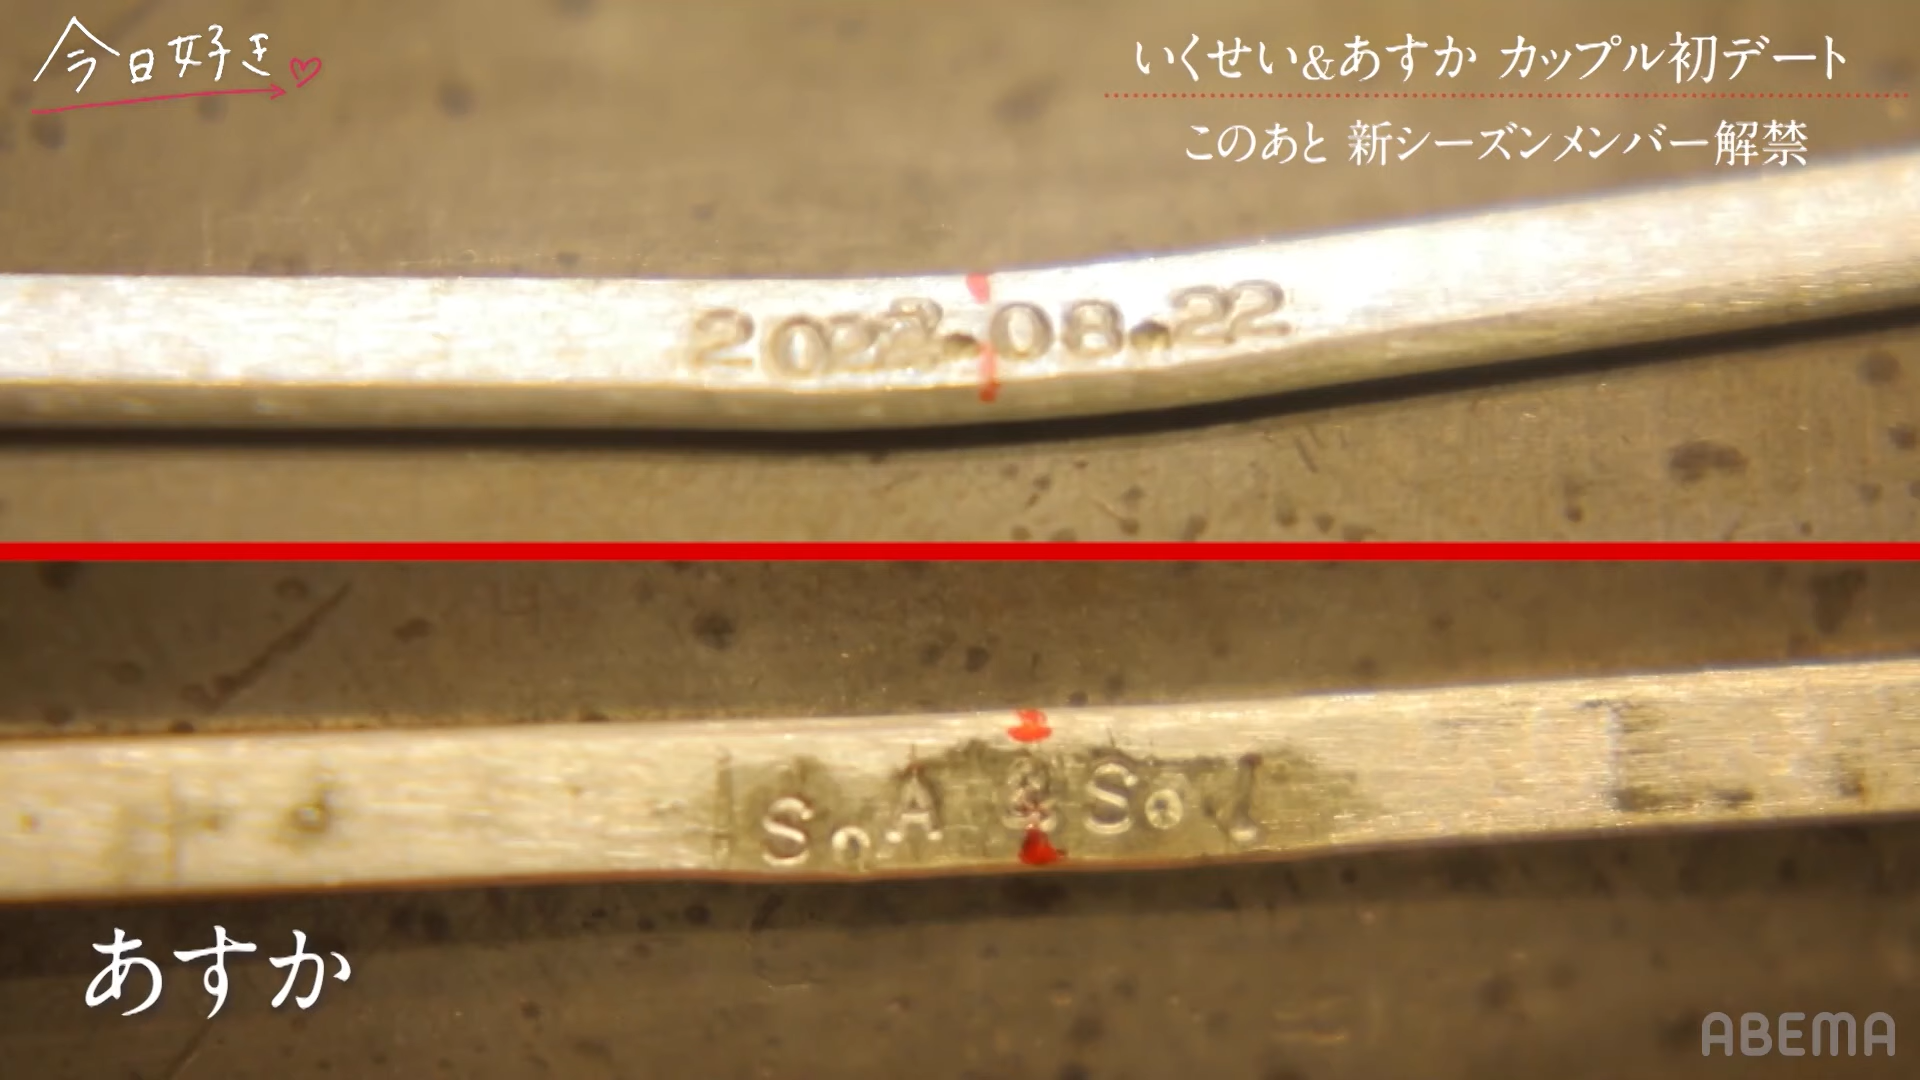 今日好き♡
いくせい&あすか カップル初デート
このあと 新シーズンメンバー解禁
2022.08.22
S.A & S.I
あすか
ABEMA